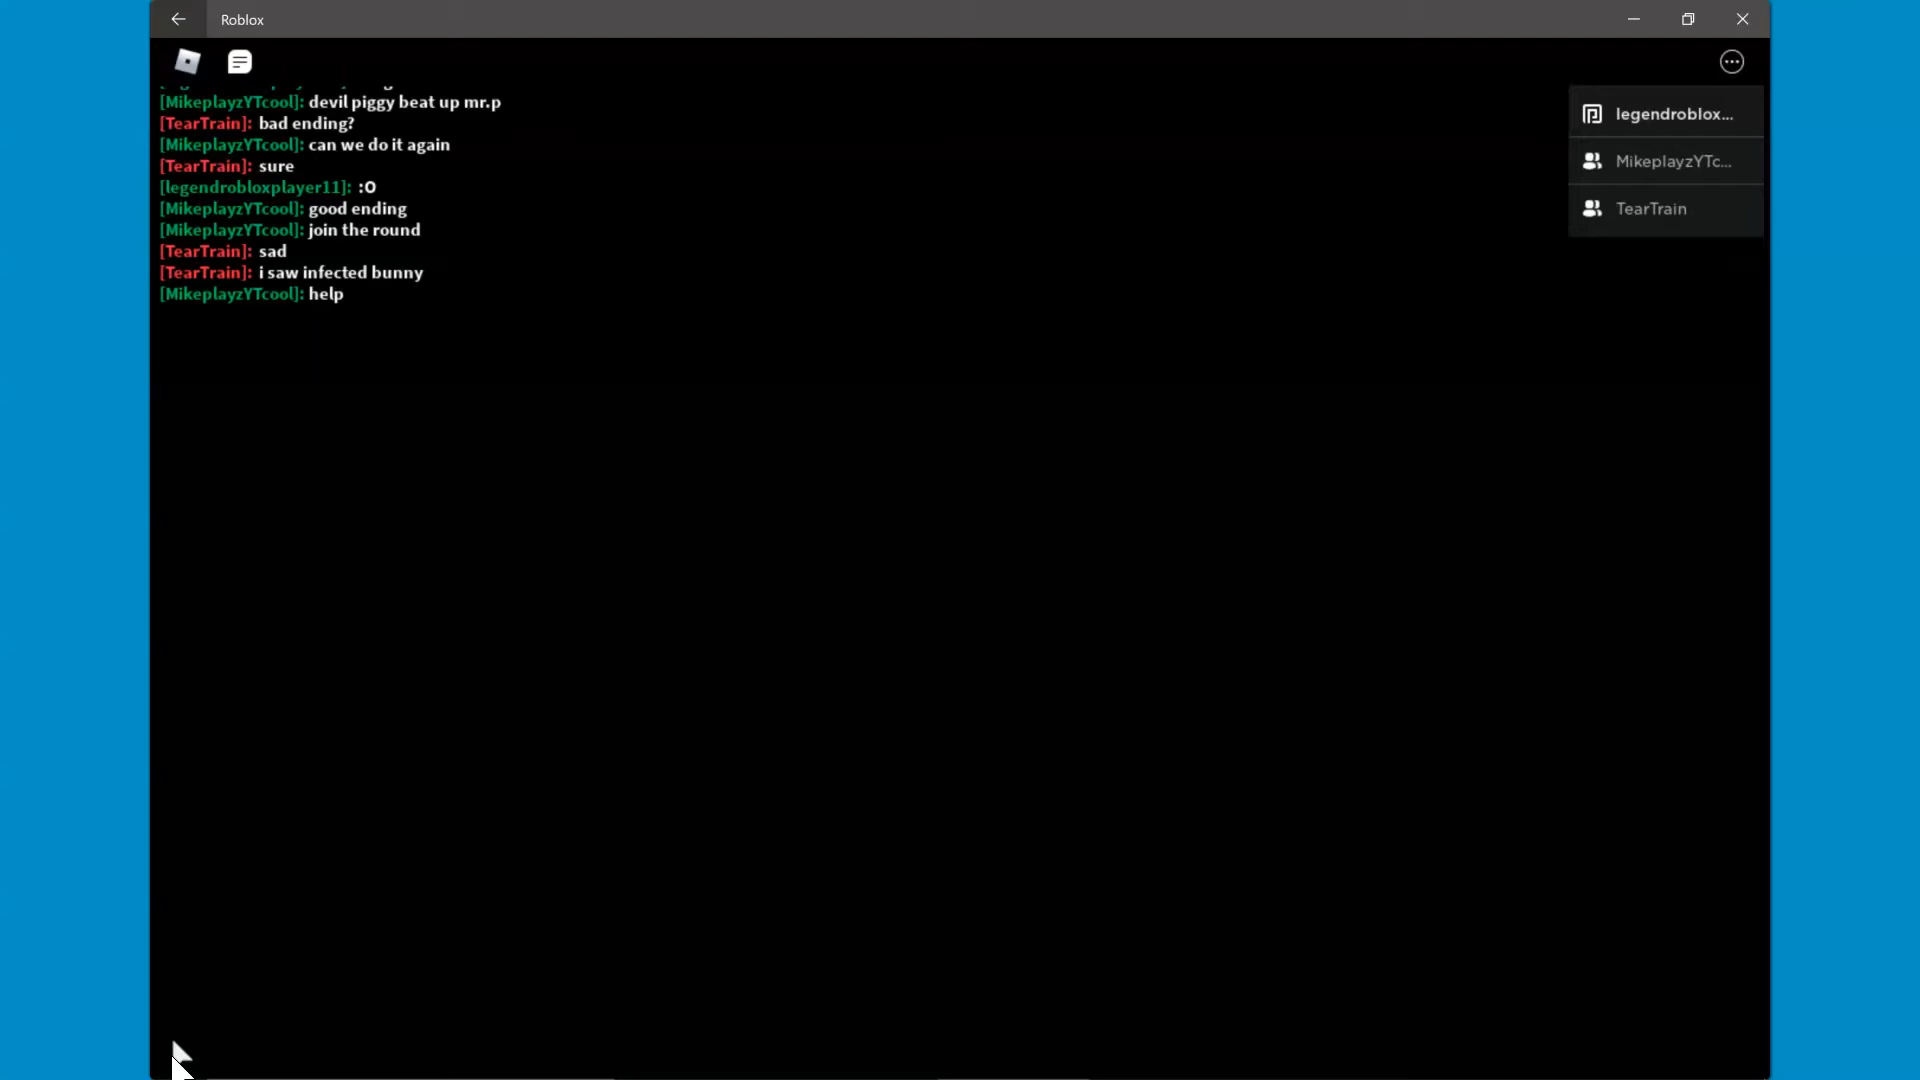 Roblox
[MikeplayzYTcool]: devil piggy beat up mr.p
[TearTrain]: bad ending?
[MikeplayzYTcool]: can we do it again
[TearTrain]: sure
[legendrobloxplayer11]: :O
[MikeplayzYTcool]: good ending
[MikeplayzYTcool]: join the round
[TearTrain]: sad
[TearTrain]: i saw infected bunny
[MikeplayzYTcool]: help
legendroblox...
MikeplayzYTc...
TearTrain